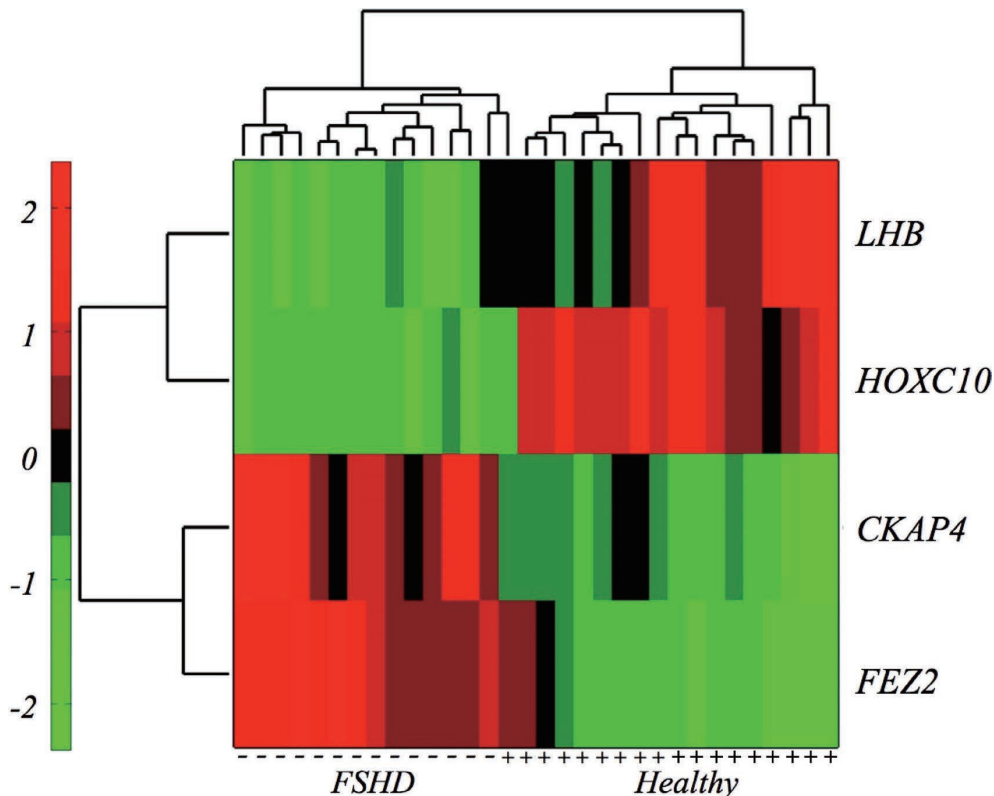 2
1
0
-1
-2
LHB
HOXC10
CKAP4
FEZ2
- - - - - - - - - - - - - - + + + + + + + + + + + + + + + + + +
FSHD Healthy